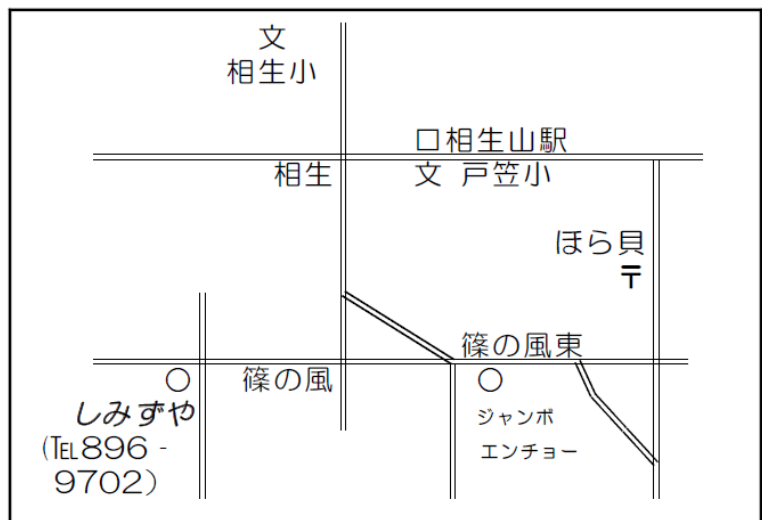 文
相生小
□相生山駅
相生
文 戸笠小
ほら貝
〒
篠の風東
篠の風
○
しみずや
(℡896 -
9702)
○
ジャンボ
エンチョー